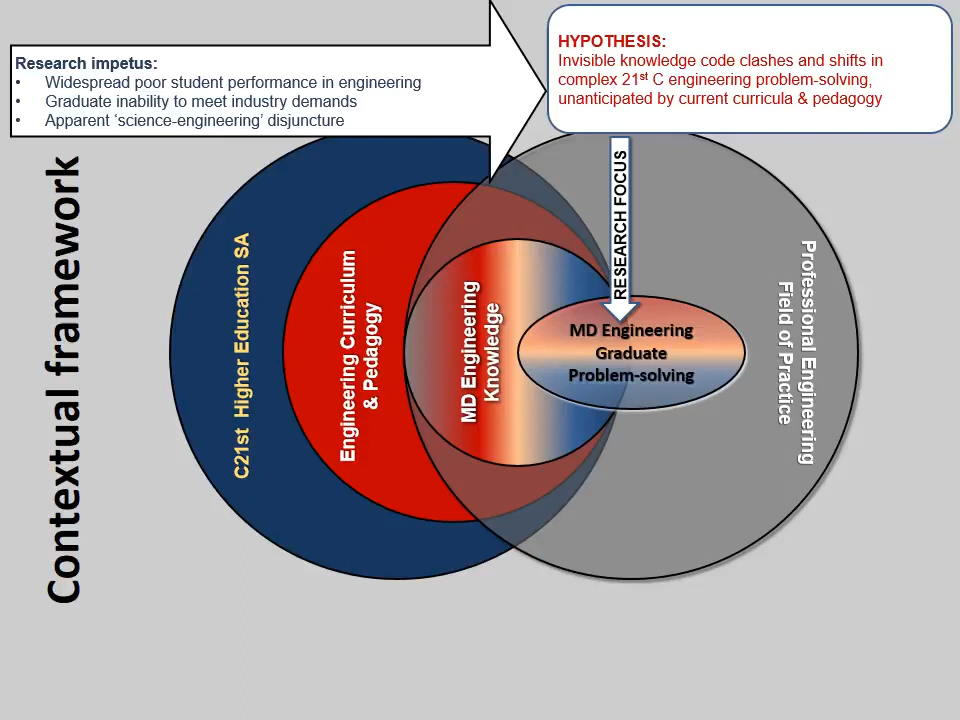 Research impetus:
• Widespread poor student performance in engineering
• Graduate inability to meet industry demands
• Apparent ‘science-engineering’ disjuncture
HYPOTHESIS:
Invisible knowledge code clashes and shifts in
complex 21st C engineering problem-solving,
unanticipated by current curricula & pedagogy
Contextual framework
C21st Higher Education SA
Engineering Curriculum
& Pedagogy
MD Engineering
Knowledge
RESEARCH FOCUS
MD Engineering
Graduate
Problem-solving
Professional Engineering
Field of Practice